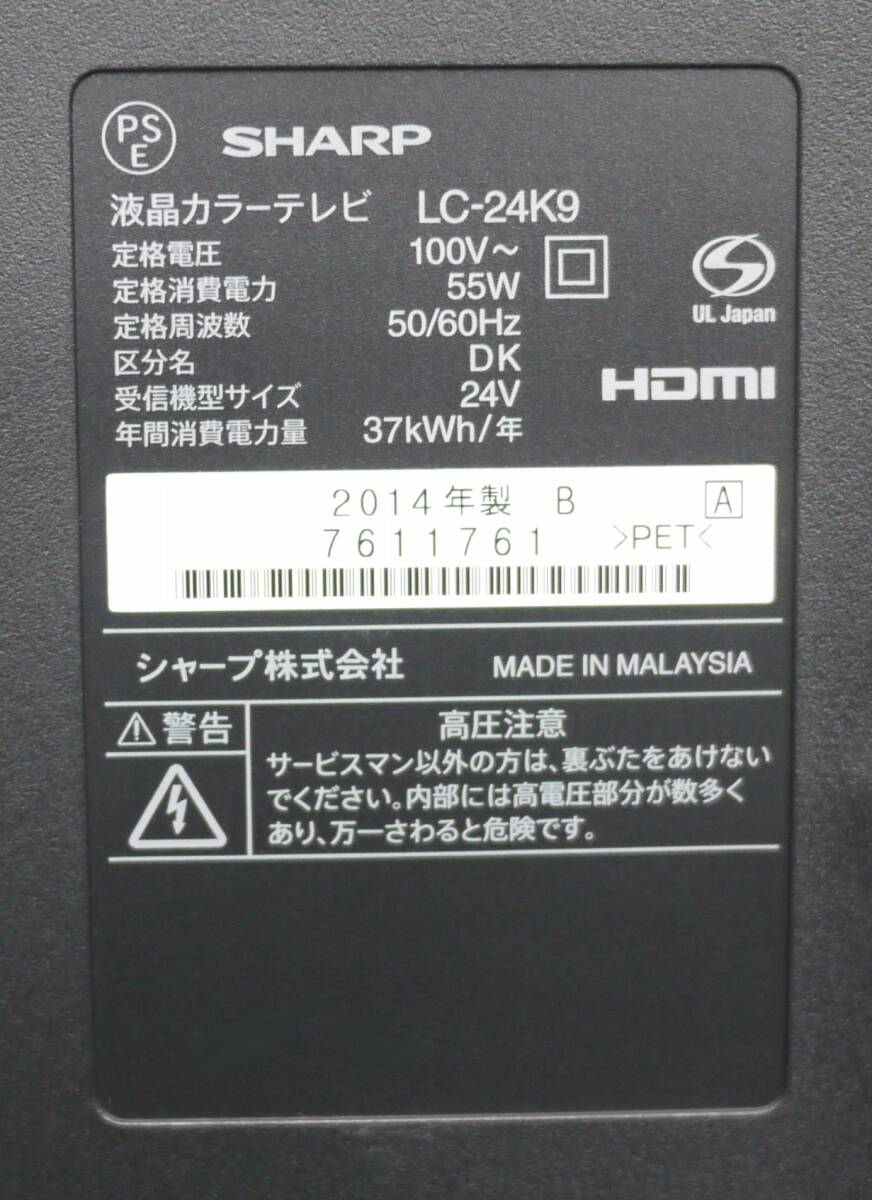 PSE SHARP
液晶カラーテレビ LC-24K9
定格電圧 100V～
定格消費電力 55W
定格周波数 50/60Hz
区分名 DK
受信機型サイズ 24V
年間消費電力量 37kWh/年
UL Japan
HDMI
2014年製 B A
7611761 >PET<
シャープ株式会社 MADE IN MALAYSIA
警告
高圧注意
サービスマン以外の方は、裏ぶたをあけない
でください。内部には高電圧部分が数多く
あり、万一さわると危険です。